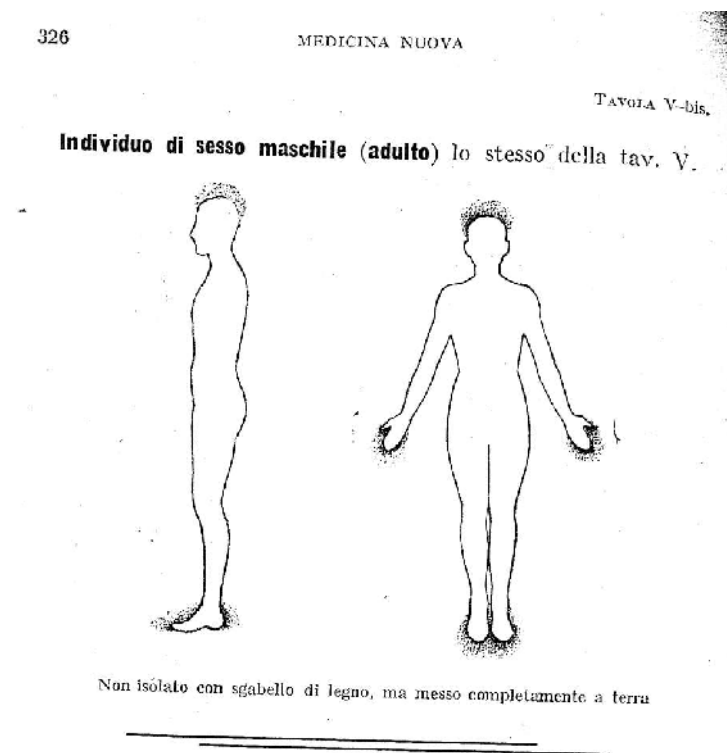 326
MEDICINA NUOVA
TAVOLA V-bis.
Individuo di sesso maschile (adulto) lo stesso della tav. V.
Non isolato con sgabello di legno, ma messo completamente a terra